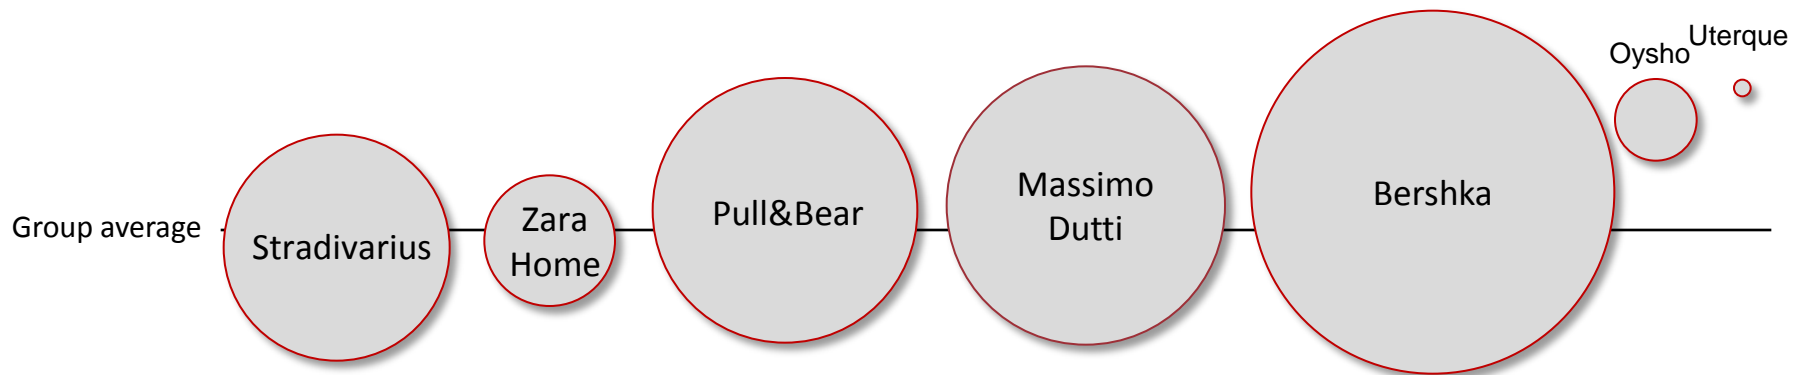 Group average
Stradivarius
Zara
Home
Pull&Bear
Massimo
Dutti
Bershka
Oysho
Uterque